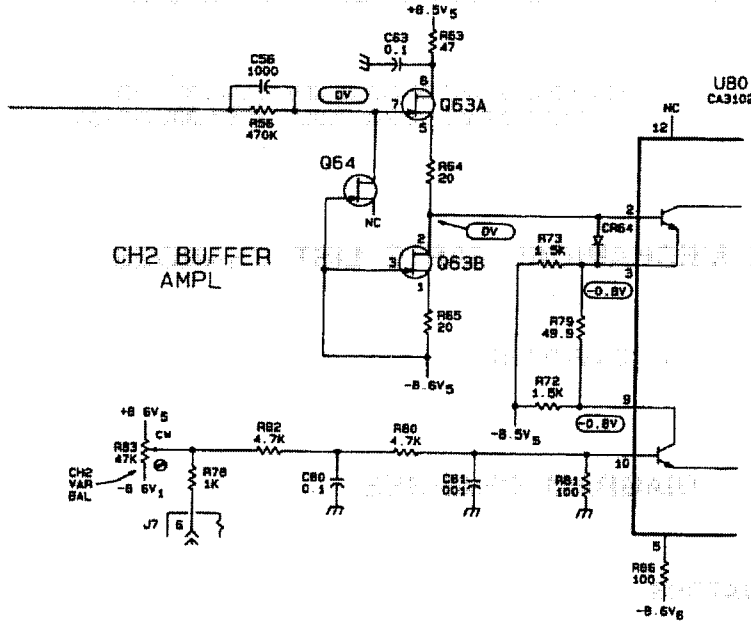 +8.5V5
C63
0.1
R63
47
C56
1000
0V
R56
470K
7
6
5
Q63A
U80
CA3102
NC
12
Q64
NC
R64
20
2
CR64
0V
R73
1.5K
3
-0.8V
CH2 BUFFER
AMPL
3
2
1
Q63B
R65
20
-8.6V5
R79
49.9
R72
1.5K
9
-8.5V5
-0.8V
+8 6V5
CW
R83
47K
CH2
VAR
BAL
-8 6V1
R82
4.7K
R80
4.7K
10
R78
1K
C80
0.1
C81
001
R81
100
J7
6
5
R86
100
-8.6V6